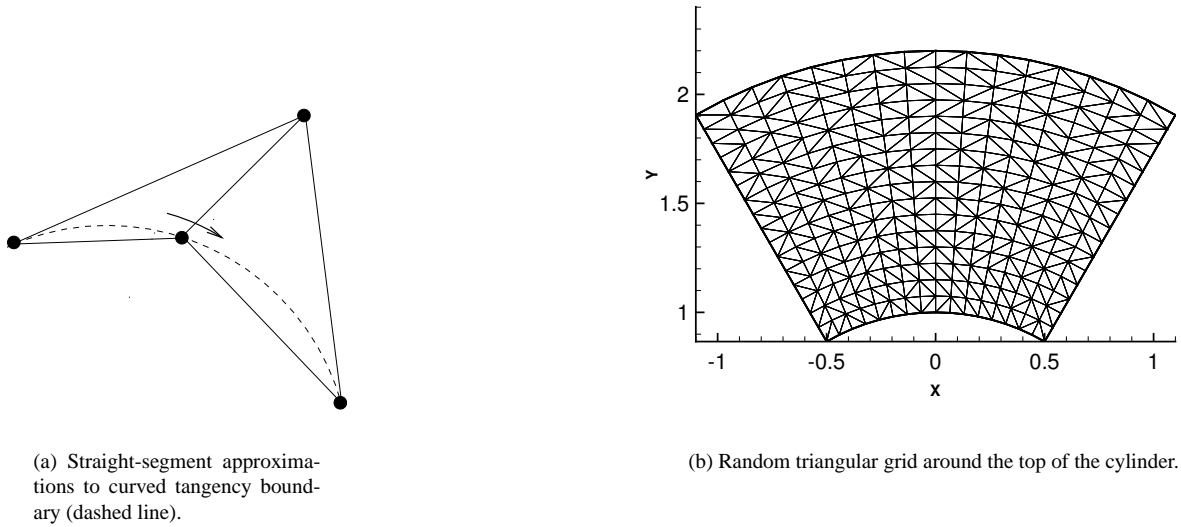 2
1.5
1
Y
-1
-0.5
0
0.5
1
X
(a) Straight-segment approxima-
tions to curved tangency bound-
ary (dashed line).
(b) Random triangular grid around the top of the cylinder.